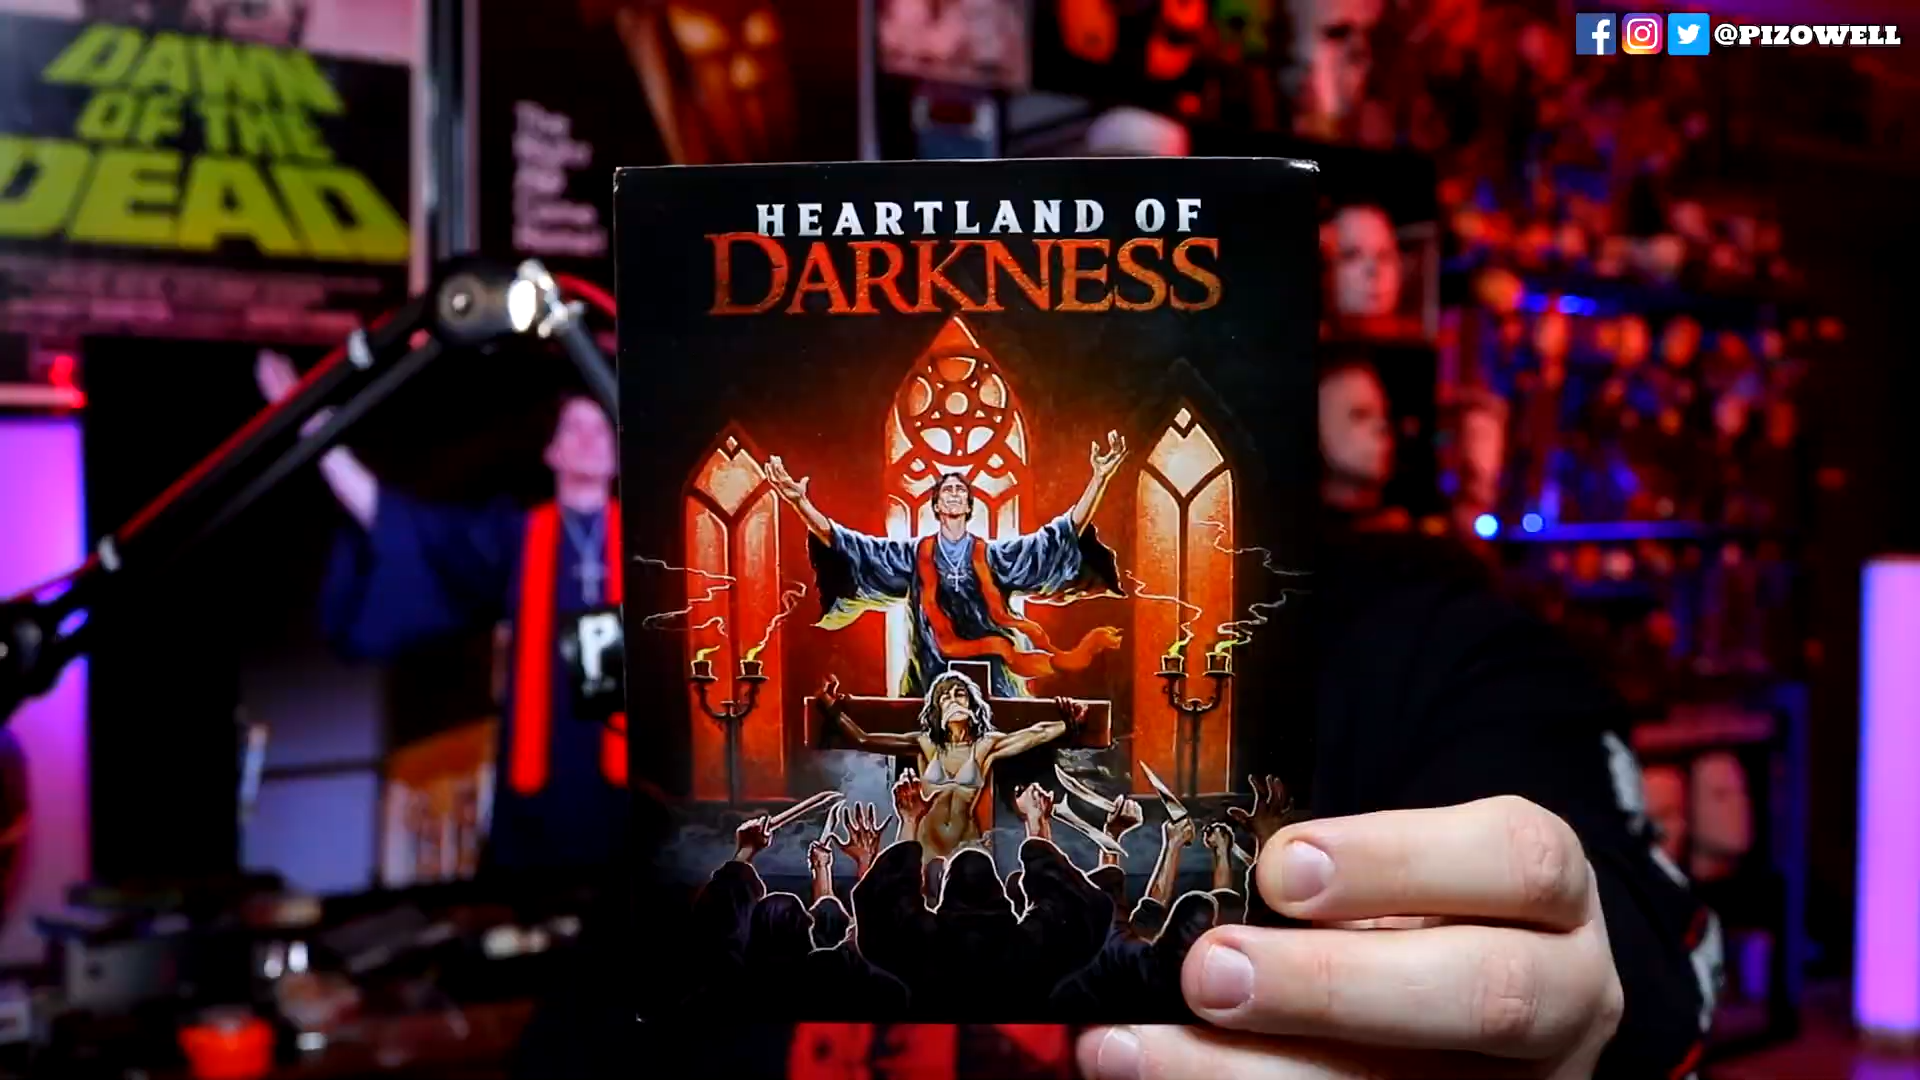 @PIZOWELL
DAWN
OF THE
DEAD
HEARTLAND OF
DARKNESS
P